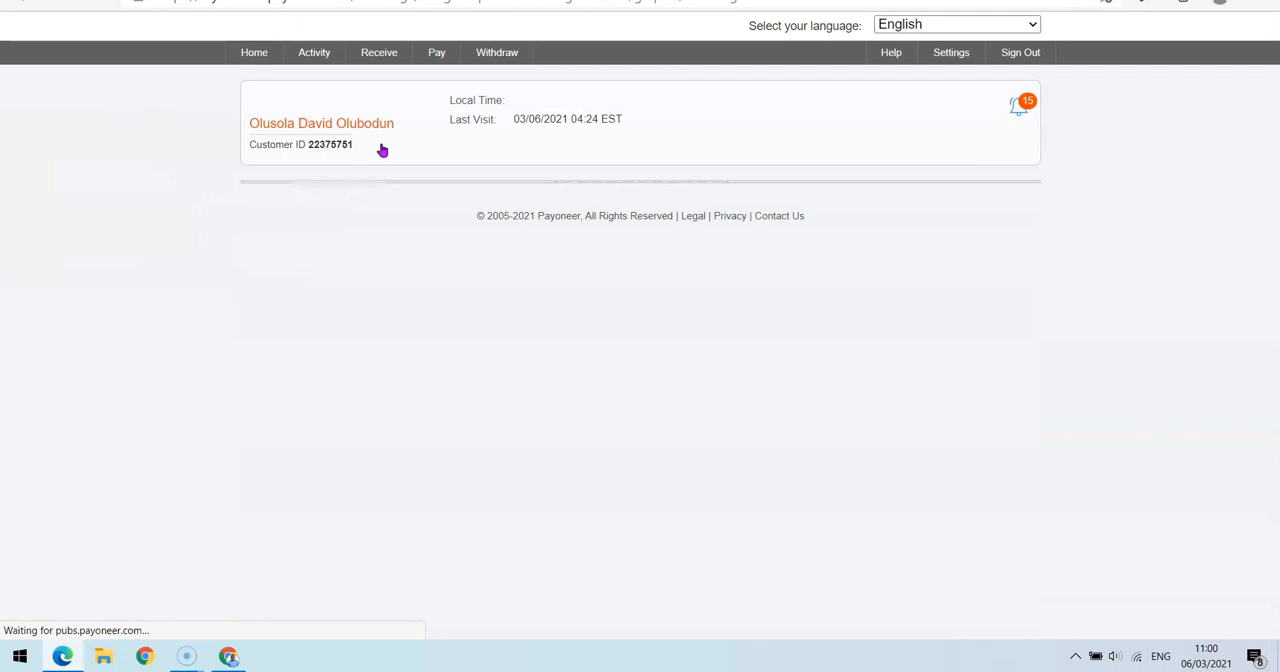 Select your language: English
Home Activity Receive Pay Withdraw Help Settings Sign Out
Local Time:
15
Olusola David Olubodun
Last Visit: 03/06/2021 04:24 EST
Customer ID 22375751
© 2005-2021 Payoneer, All Rights Reserved | Legal | Privacy | Contact Us
Waiting for pubs.payoneer.com...
ENG
11:00
06/03/2021
8